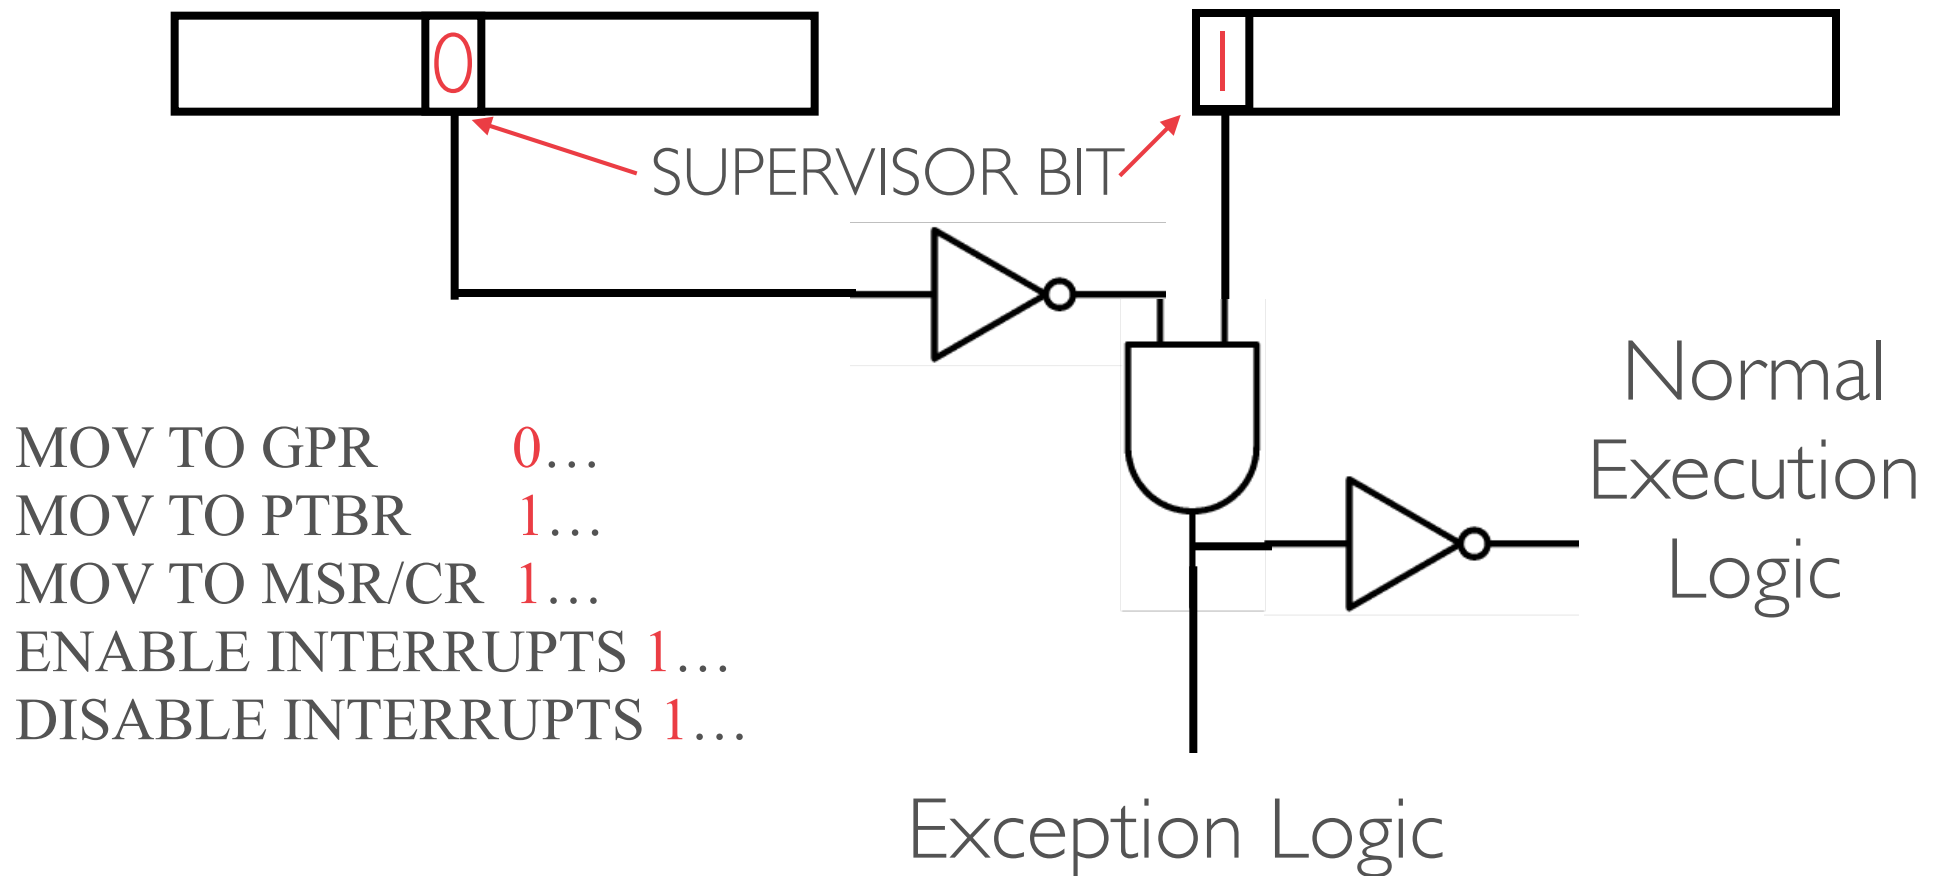 0
1
SUPERVISOR BIT
Normal
Execution
Logic
MOV TO GPR 0…
MOV TO PTBR 1…
MOV TO MSR/CR 1…
ENABLE INTERRUPTS 1…
DISABLE INTERRUPTS 1…
Exception Logic